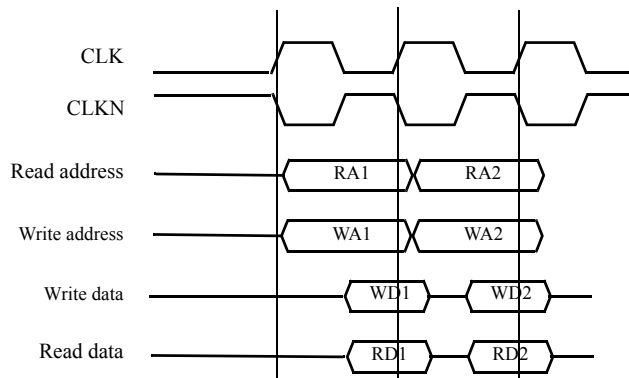 CLK
CLKN
Read address RA1 RA2
Write address WA1 WA2
Write data WD1 WD2
Read data RD1 RD2